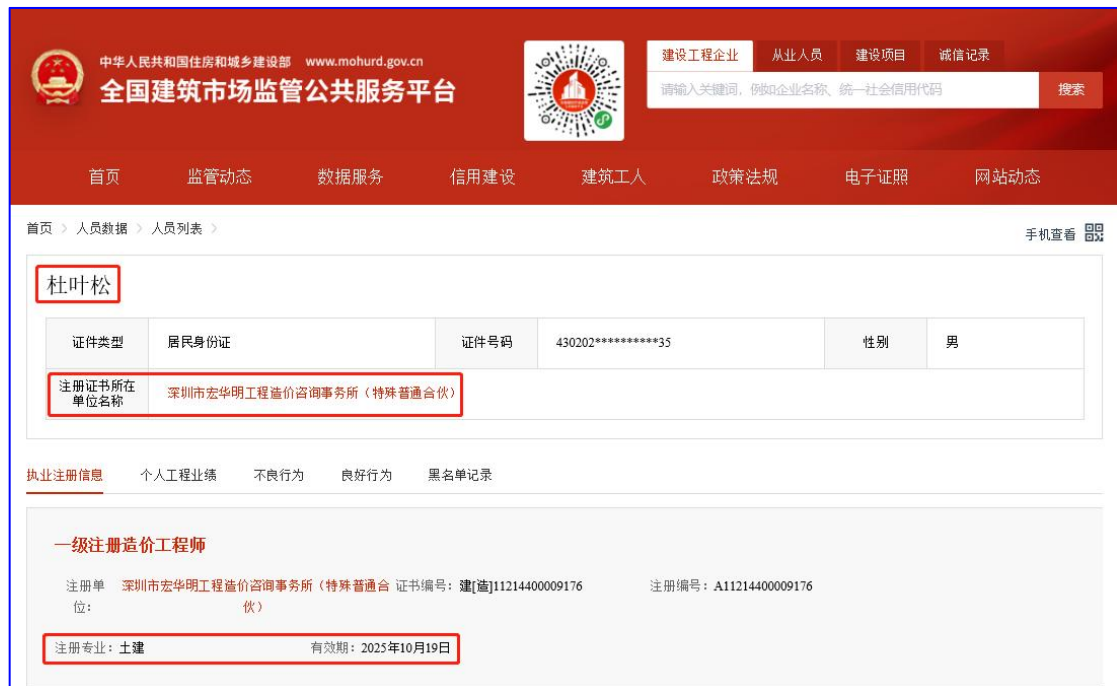 中华人民共和国住房和城乡建设部 www.mohurd.gov.cn
全国建筑市场监管公共服务平台
建设工程企业 从业人员 建设项目 诚信记录
请输入关键词，例如企业名称、统一社会信用代码 搜索
首页 监管动态 数据服务 信用建设 建筑工人 政策法规 电子证照 网站动态
首页 > 人员数据 > 人员列表 >
手机查看
杜叶松
证件类型 居民身份证 证件号码 430202**********35 性别 男
注册证书所在
单位名称
深圳市宏华明工程造价咨询事务所（特殊普通合伙）
执业注册信息 个人工程业绩 不良行为 良好行为 黑名单记录
一级注册造价工程师
注册单 深圳市宏华明工程造价咨询事务所（特殊普通合 证书编号：建[造]11214400009176 注册编号：A11214400009176
位： 伙）
注册专业：土建 有效期：2025年10月19日